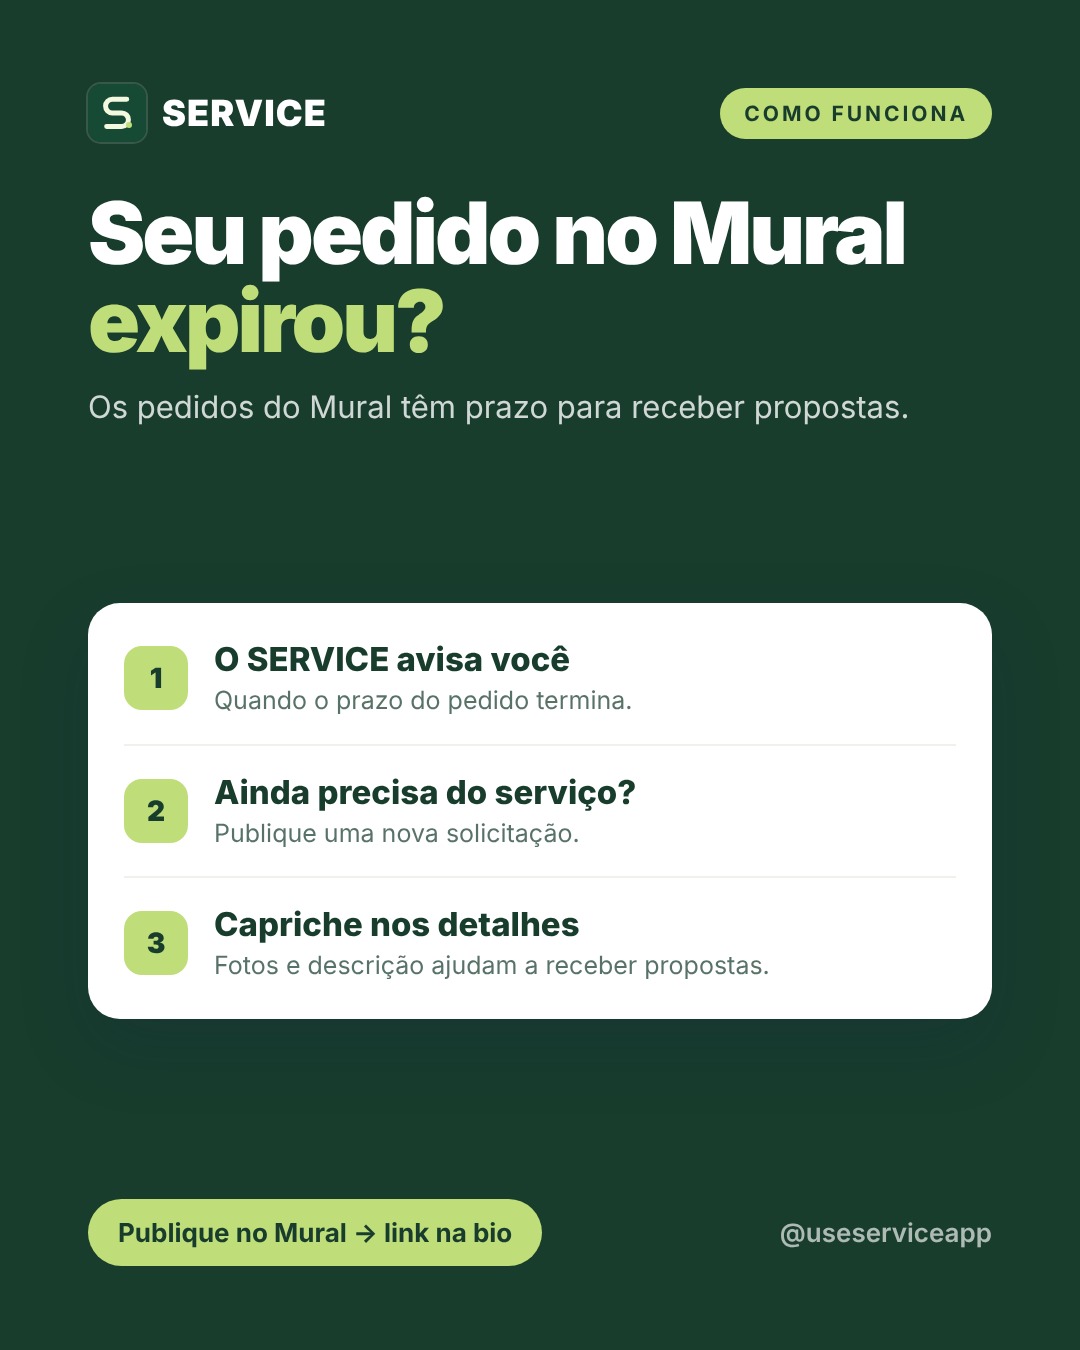 SERVICE
COMO FUNCIONA
Seu pedido no Mural
expirou?
Os pedidos do Mural têm prazo para receber propostas.
1
O SERVICE avisa você
Quando o prazo do pedido termina.
2
Ainda precisa do serviço?
Publique uma nova solicitação.
3
Capriche nos detalhes
Fotos e descrição ajudam a receber propostas.
Publique no Mural → link na bio
@useserviceapp